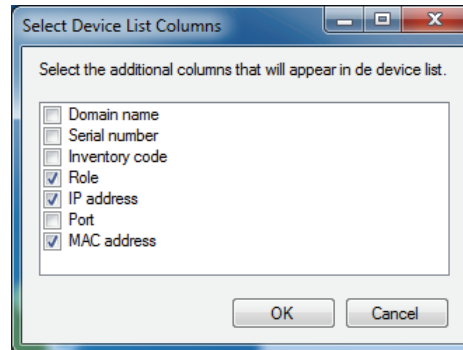 Select Device List Columns
Select the additional columns that will appear in de device list.
Domain name
Serial number
Inventory code
Role
IP address
Port
MAC address
OK Cancel